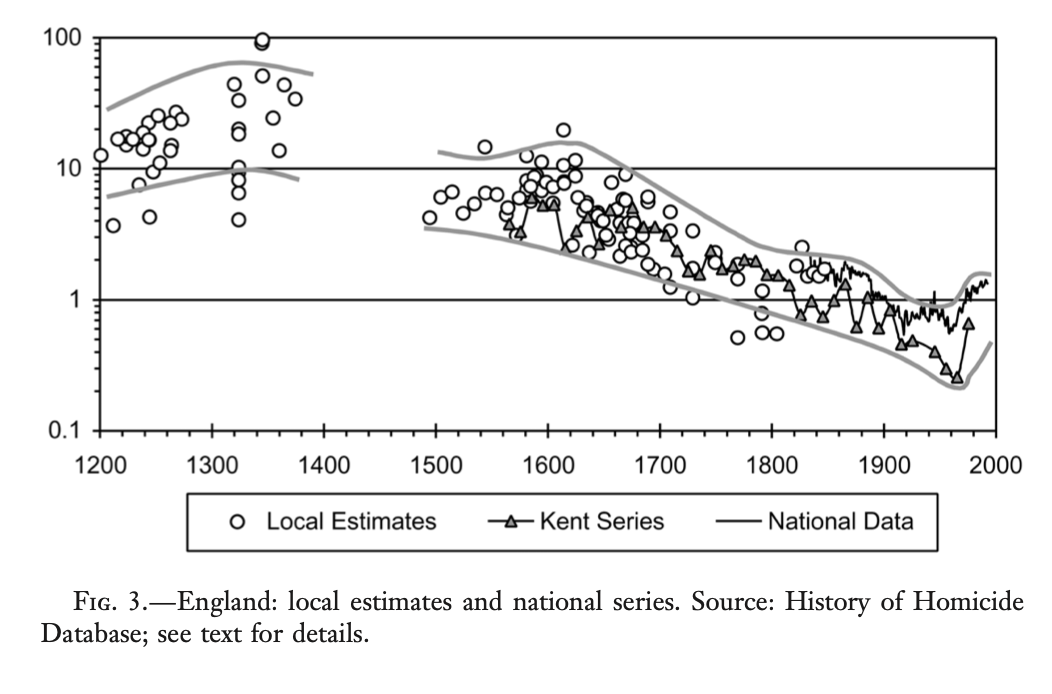 100
10
1
0.1
1200 1300 1400 1500 1600 1700 1800 1900 2000
Local Estimates Kent Series National Data
FIG. 3.—England: local estimates and national series. Source: History of Homicide
Database; see text for details.